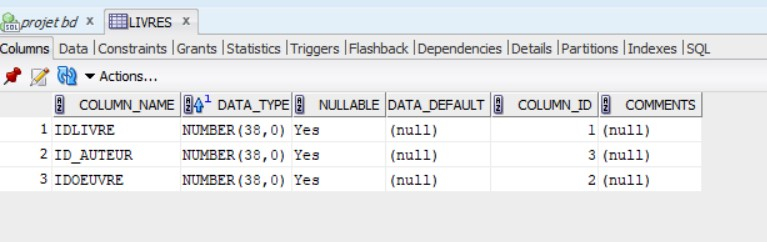 projet bd x LIVRES x
Columns Data |Constraints |Grants |Statistics |Triggers |Flashback |Dependencies |Details |Partitions |Indexes |SQL
Actions...
COLUMN_NAME 1 DATA_TYPE NULLABLE DATA_DEFAULT COLUMN_ID COMMENTS
1 IDLIVRE NUMBER(38,0) Yes (null) 1 (null)
2 ID_AUTEUR NUMBER(38,0) Yes (null) 3 (null)
3 IDOEUVRE NUMBER(38,0) Yes (null) 2 (null)